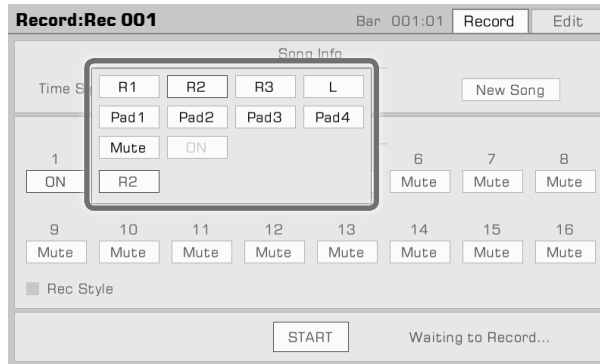 Record:Rec 001 Bar 001:01 Record Edit
Song Info
Time S
R1 R2 R3 L
New Song
Pad1 Pad2 Pad3 Pad4
Mute ON
1 6 7 8
ON R2 Mute Mute Mute
9 10 11 12 13 14 15 16
Mute Mute Mute Mute Mute Mute Mute Mute
Rec Style
START Waiting to Record...